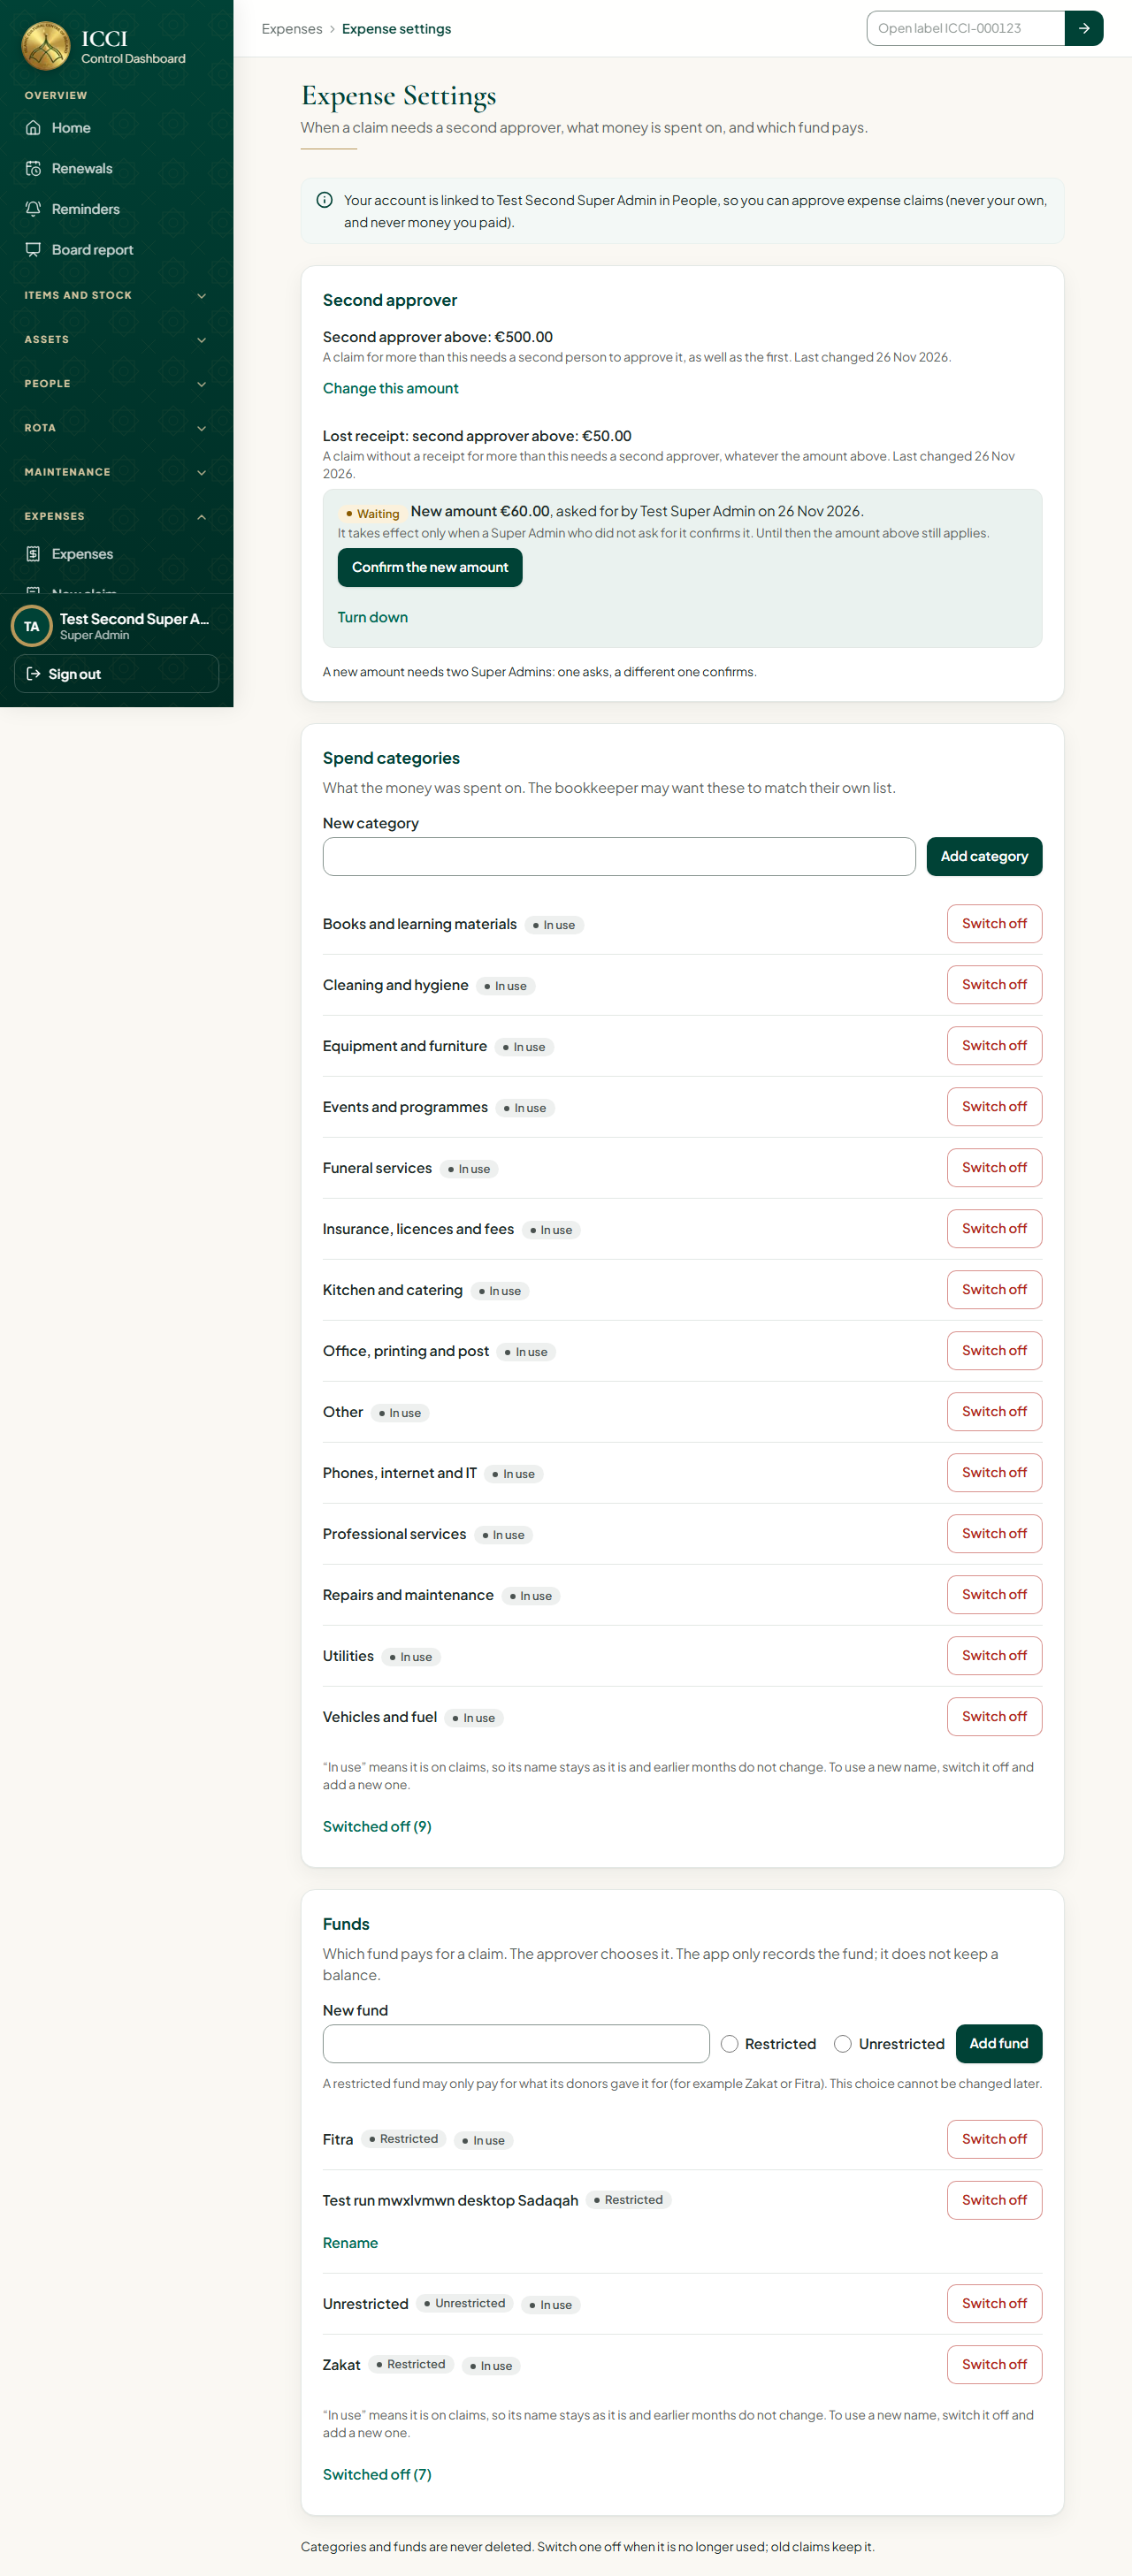 ICCI
Control Dashboard
OVERVIEW
Home
Renewals
Reminders
Board report
ITEMS AND STOCK
ASSETS
PEOPLE
ROTA
MAINTENANCE
EXPENSES
Expenses
New claim
TA
Test Second Super A...
Super Admin
Sign out
Expenses > Expense settings
Open label ICCI-000123
Expense Settings
When a claim needs a second approver, what money is spent on, and which fund pays.
Your account is linked to Test Second Super Admin in People, so you can approve expense claims (never your own,
and never money you paid).
Second approver
Second approver above: €500.00
A claim for more than this needs a second person to approve it, as well as the first. Last changed 26 Nov 2026.
Change this amount
Lost receipt: second approver above: €50.00
A claim without a receipt for more than this needs a second approver, whatever the amount above. Last changed 26 Nov
2026.
Waiting New amount €60.00, asked for by Test Super Admin on 26 Nov 2026.
It takes effect only when a Super Admin who did not ask for it confirms it. Until then the amount above still applies.
Confirm the new amount
Turn down
A new amount needs two Super Admins: one asks, a different one confirms.
Spend categories
What the money was spent on. The bookkeeper may want these to match their own list.
New category
Add category
Books and learning materials In use Switch off
Cleaning and hygiene In use Switch off
Equipment and furniture In use Switch off
Events and programmes In use Switch off
Funeral services In use Switch off
Insurance, licences and fees In use Switch off
Kitchen and catering In use Switch off
Office, printing and post In use Switch off
Other In use Switch off
Phones, internet and IT In use Switch off
Professional services In use Switch off
Repairs and maintenance In use Switch off
Utilities In use Switch off
Vehicles and fuel In use Switch off
“In use” means it is on claims, so its name stays as it is and earlier months do not change. To use a new name, switch it off and
add a new one.
Switched off (9)
Funds
Which fund pays for a claim. The approver chooses it. The app only records the fund; it does not keep a
balance.
New fund
Restricted Unrestricted Add fund
A restricted fund may only pay for what its donors gave it for (for example Zakat or Fitra). This choice cannot be changed later.
Fitra Restricted In use Switch off
Test run mwxlvmwn desktop Sadaqah Restricted Switch off
Rename
Unrestricted Unrestricted In use Switch off
Zakat Restricted In use Switch off
“In use” means it is on claims, so its name stays as it is and earlier months do not change. To use a new name, switch it off and
add a new one.
Switched off (7)
Categories and funds are never deleted. Switch one off when it is no longer used; old claims keep it.